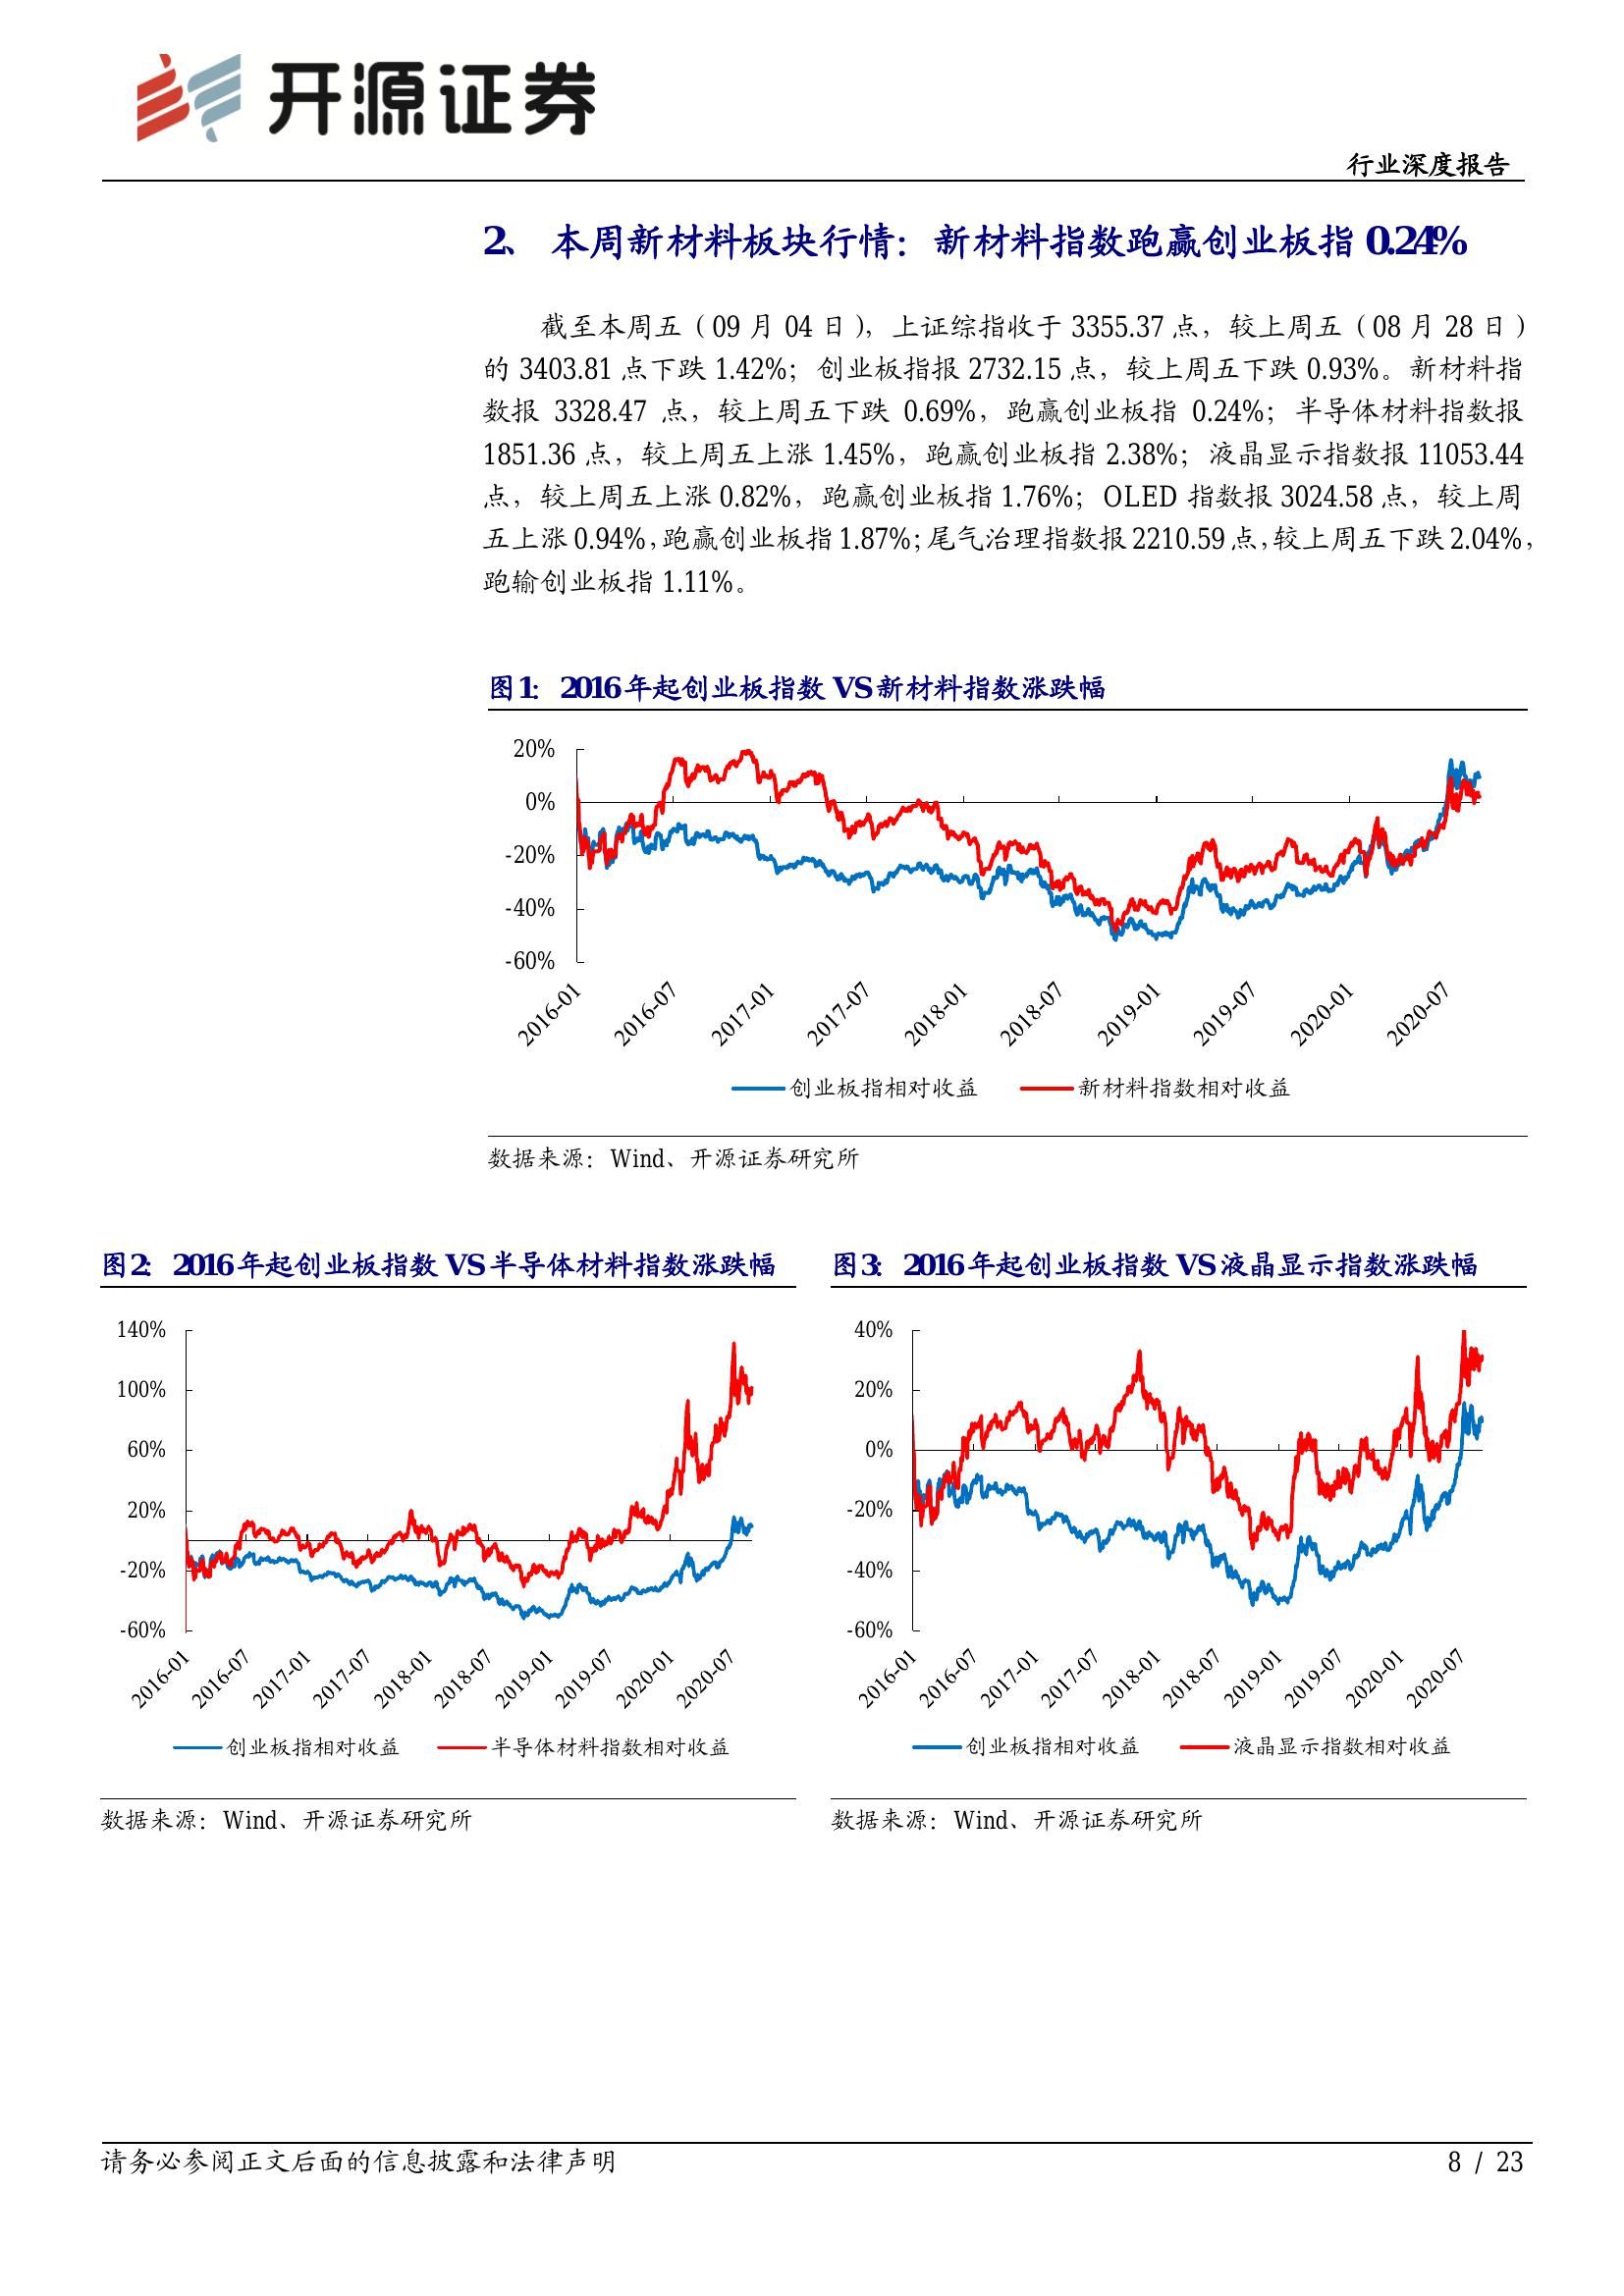 开源证券
行业深度报告
2、 本周新材料板块行情：新材料指数跑赢创业板指 0.24%
截至本周五（09 月 04 日），上证综指收于 3355.37 点，较上周五（08 月 28 日）
的 3403.81 点下跌 1.42%；创业板指报 2732.15 点，较上周五下跌 0.93%。新材料指
数报 3328.47 点，较上周五下跌 0.69%，跑赢创业板指 0.24%；半导体材料指数报
1851.36 点，较上周五上涨 1.45%，跑赢创业板指 2.38%；液晶显示指数报 11053.44
点，较上周五上涨 0.82%，跑赢创业板指 1.76%；OLED 指数报 3024.58 点，较上周
五上涨 0.94%，跑赢创业板指 1.87%；尾气治理指数报 2210.59 点，较上周五下跌 2.04%，
跑输创业板指 1.11%。
图1： 2016 年起创业板指数 VS 新材料指数涨跌幅
20%
0%
-20%
-40%
-60%
2016-01 2016-07 2017-01 2017-07 2018-01 2018-07 2019-01 2019-07 2020-01 2020-07
创业板指相对收益 新材料指数相对收益
数据来源：Wind、开源证券研究所
图2： 2016 年起创业板指数 VS 半导体材料指数涨跌幅
140%
100%
60%
20%
-20%
-60%
2016-01 2016-07 2017-01 2017-07 2018-01 2018-07 2019-01 2019-07 2020-01 2020-07
创业板指相对收益 半导体材料指数相对收益
数据来源：Wind、开源证券研究所
图3： 2016 年起创业板指数 VS 液晶显示指数涨跌幅
40%
20%
0%
-20%
-40%
-60%
2016-01 2016-07 2017-01 2017-07 2018-01 2018-07 2019-01 2019-07 2020-01 2020-07
创业板指相对收益 液晶显示指数相对收益
数据来源：Wind、开源证券研究所
请务必参阅正文后面的信息披露和法律声明 8 / 23